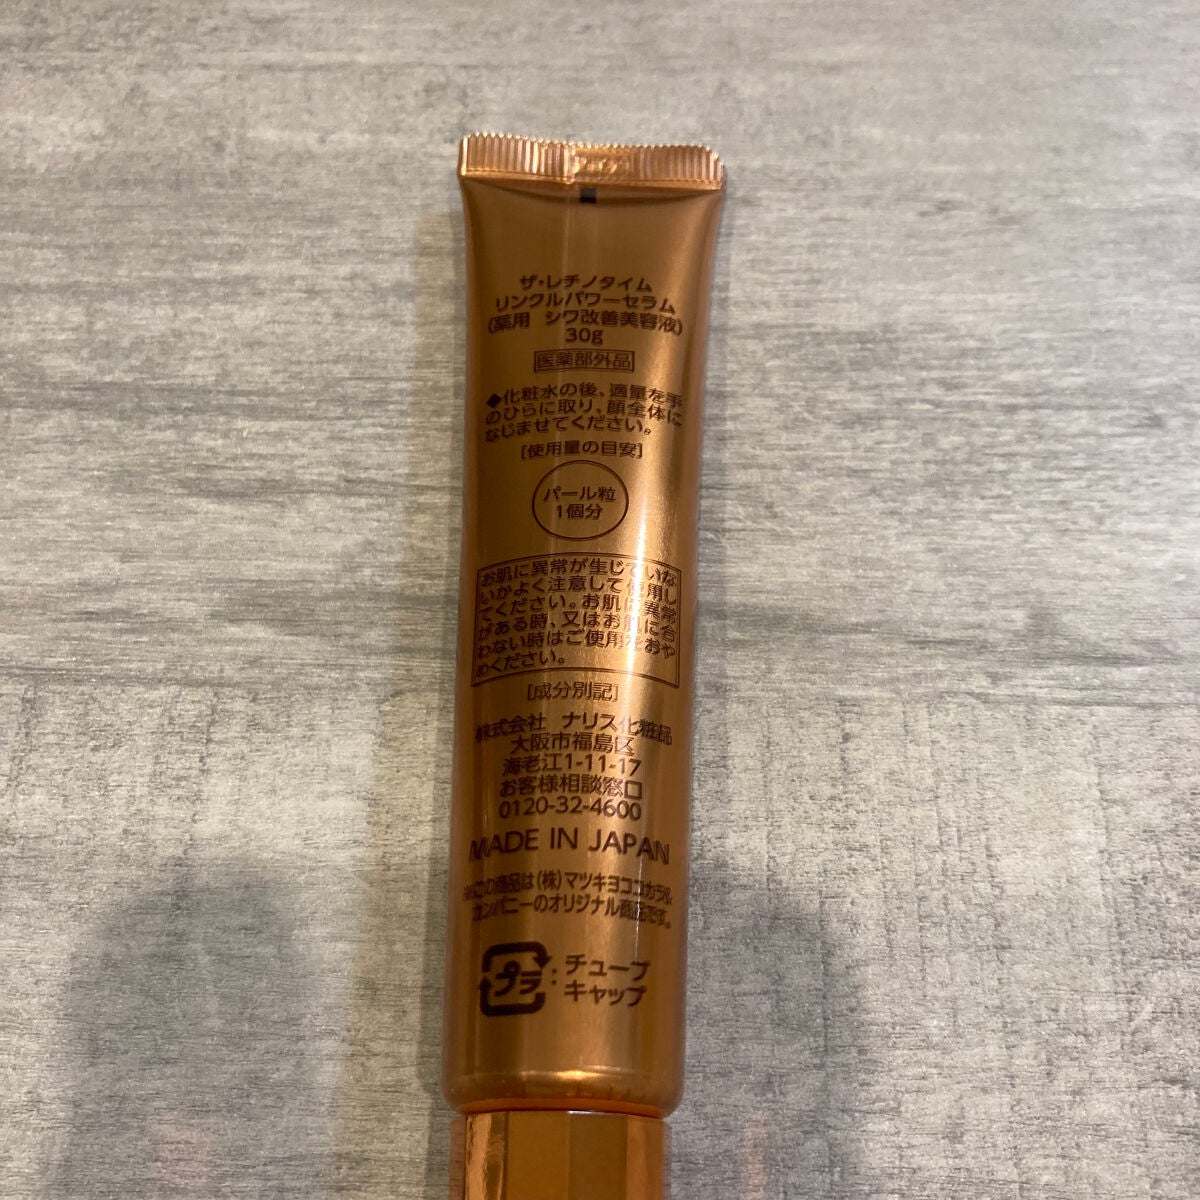 ザ・レチノタイム
リンクルパワーセラム
(薬用 シワ改善美容液)
30g
医薬部外品
◆化粧水の後、適量を手
のひらに取り、顔全体に
なじませてください。
[使用量の目安]
パール粒
1個分
お肌に異常が生じていな
いかよく注意して使用し
てください。お肌に異常
がある時、又はお肌に合
わない時はご使用をおや
めください。
[成分別記]
株式会社 ナリス化粧品
大阪市福島区
海老江1-11-17
お客様相談窓口
0120-32-4600
MADE IN JAPAN
※この商品は(株)マツキヨココカラ&
カンパニーのオリジナル商品です。
プラ : チューブ
キャップ